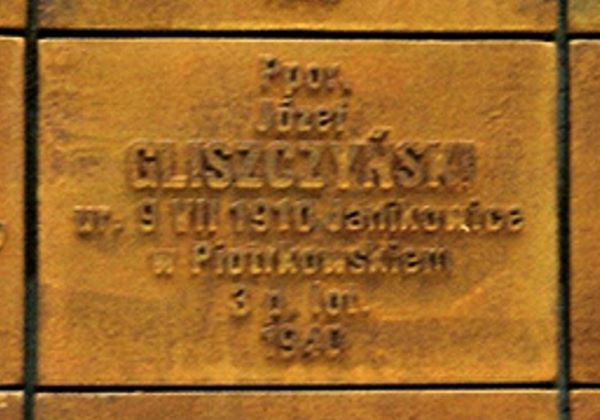 Ppor.
Józef
GLISZCZYŃSKI
ur. 9 VII 1910 Janikowice
w Piotrkowskiem
3 p. lot.
1940